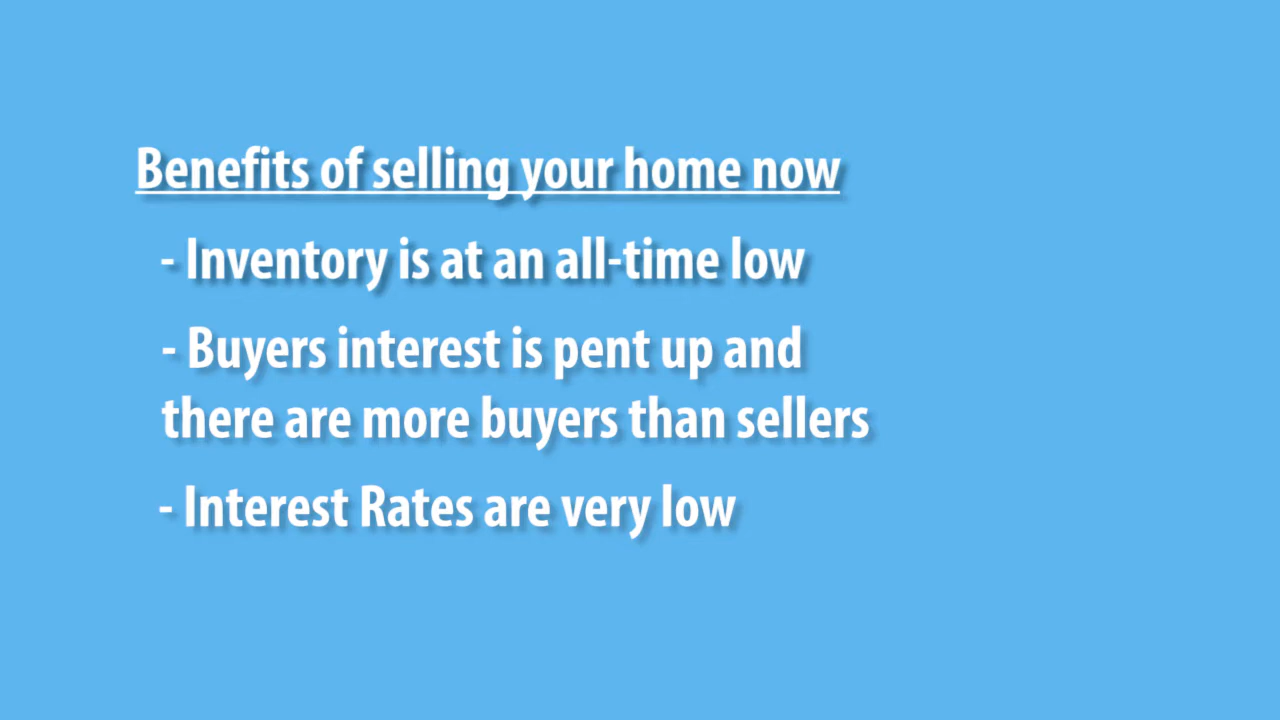 Benefits of selling your home now
- Inventory is at an all-time low
- Buyers interest is pent up and
there are more buyers than sellers
- Interest Rates are very low